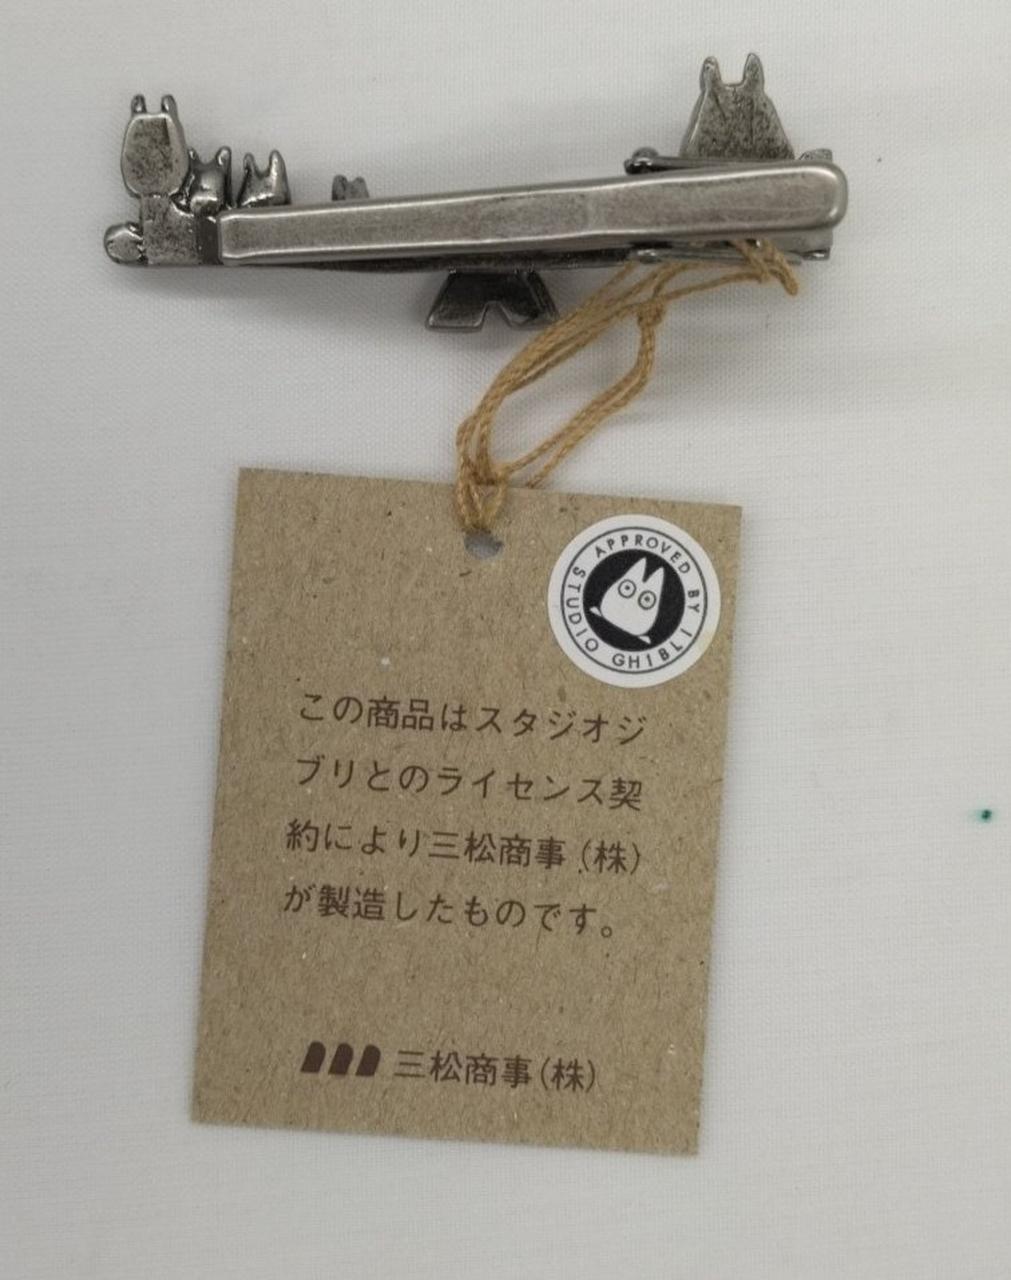 APPROVED BY STUDIO GHIBLI
この商品はスタジオジ
ブリとのライセンス契
約により三松商事(株)
が製造したものです。
三松商事(株)